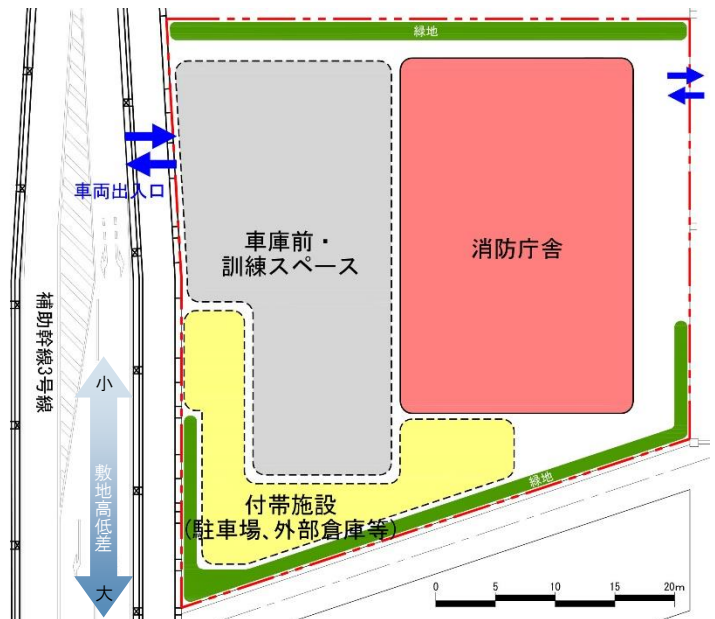 緑地
車両出入口
車庫前・
訓練スペース
消防庁舎
補助幹線3号線
小
敷地高低差
大
付帯施設
(駐車場、外部倉庫等)
緑地
0 5 10 15 20m